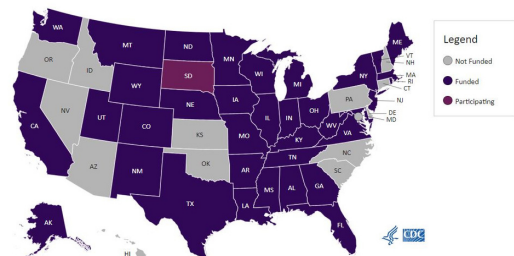 WA
MT
ND
MN
ME
OR
ID
SD
WI
MI
NY
VT
NH
MA
RI
CT
WY
NE
IA
PA
NJ
NV
UT
CO
IL
IN
OH
DE
MD
CA
KS
MO
KY
WV
VA
AZ
NM
OK
AR
TN
NC
SC
TX
LA
MS
AL
GA
FL
AK
HI
Legend
Not Funded
Funded
Participating
CDC